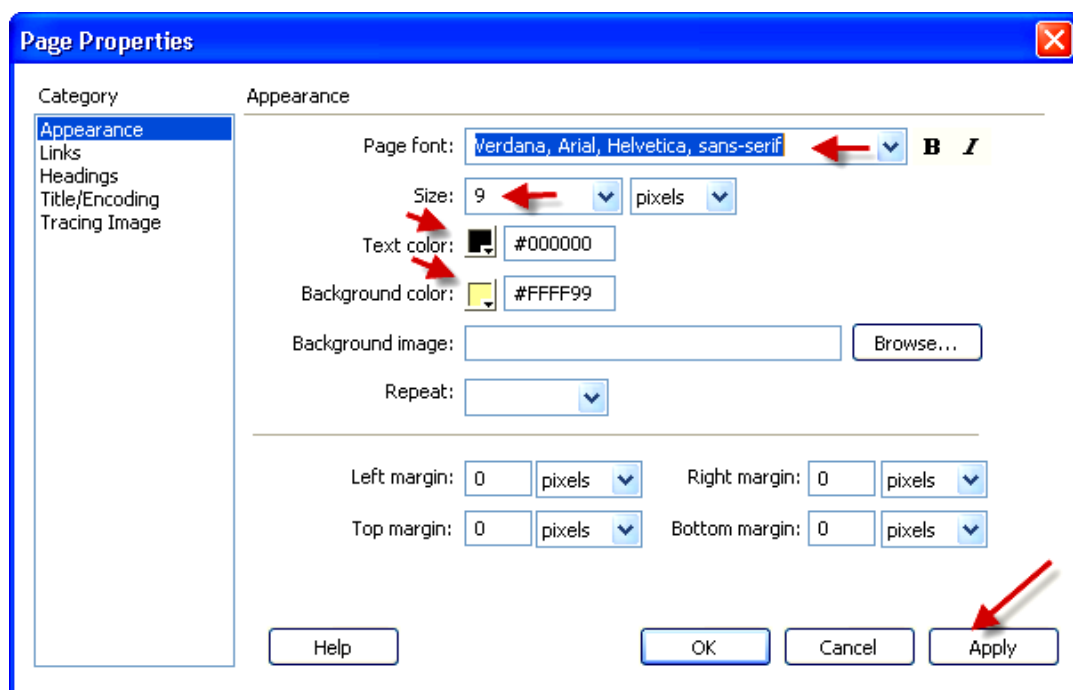 Page Properties
Category
Appearance
Links
Headings
Title/Encoding
Tracing Image
Appearance
Page font: Verdana, Arial, Helvetica, sans-serif B I
Size: 9 pixels
Text color: #000000
Background color: #FFFF99
Background image: Browse...
Repeat:
Left margin: 0 pixels Right margin: 0 pixels
Top margin: 0 pixels Bottom margin: 0 pixels
Help OK Cancel Apply